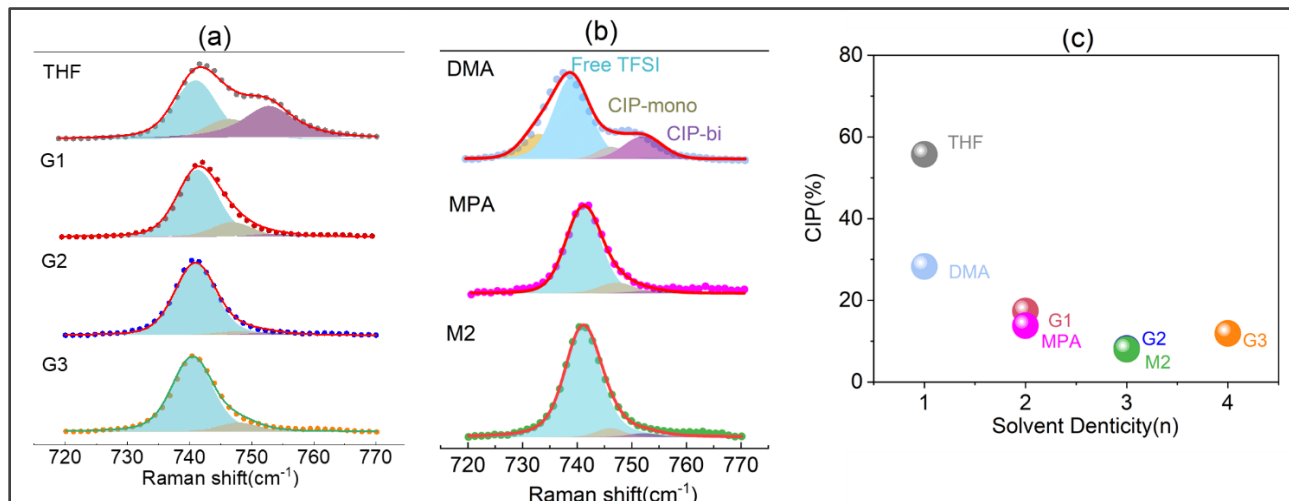 (a)
THF
G1
G2
G3
720 730 740 750 760 770
Raman shift(cm⁻¹)
(b)
DMA
Free TFSI
CIP-mono
CIP-bi
MPA
M2
720 730 740 750 760 770
Raman shift(cm⁻¹)
(c)
80
60
40
20
0
CIP(%)
THF
DMA
G1
MPA
G2
M2
G3
1 2 3 4
Solvent Denticity(n)